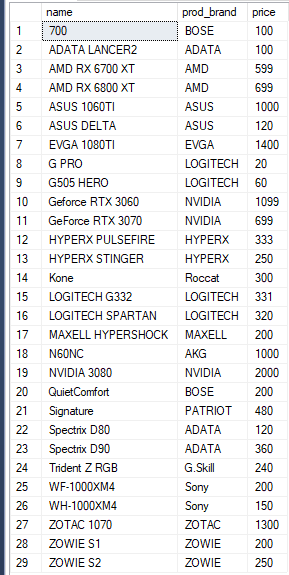 name prod_brand price
1 700 BOSE 100
2 ADATA LANCER2 ADATA 100
3 AMD RX 6700 XT AMD 599
4 AMD RX 6800 XT AMD 699
5 ASUS 1060TI ASUS 1000
6 ASUS DELTA ASUS 120
7 EVGA 1080TI EVGA 1400
8 G PRO LOGITECH 20
9 G505 HERO LOGITECH 60
10 Geforce RTX 3060 NVIDIA 1099
11 GeForce RTX 3070 NVIDIA 699
12 HYPERX PULSEFIRE HYPERX 333
13 HYPERX STINGER HYPERX 250
14 Kone Roccat 300
15 LOGITECH G332 LOGITECH 331
16 LOGITECH SPARTAN LOGITECH 320
17 MAXELL HYPERSHOCK MAXELL 200
18 N60NC AKG 1000
19 NVIDIA 3080 NVIDIA 2000
20 QuietComfort BOSE 200
21 Signature PATRIOT 480
22 Spectrix D80 ADATA 120
23 Spectrix D90 ADATA 360
24 Trident Z RGB G.Skill 240
25 WF-1000XM4 Sony 200
26 WH-1000XM4 Sony 150
27 ZOTAC 1070 ZOTAC 1300
28 ZOWIE S1 ZOWIE 200
29 ZOWIE S2 ZOWIE 250